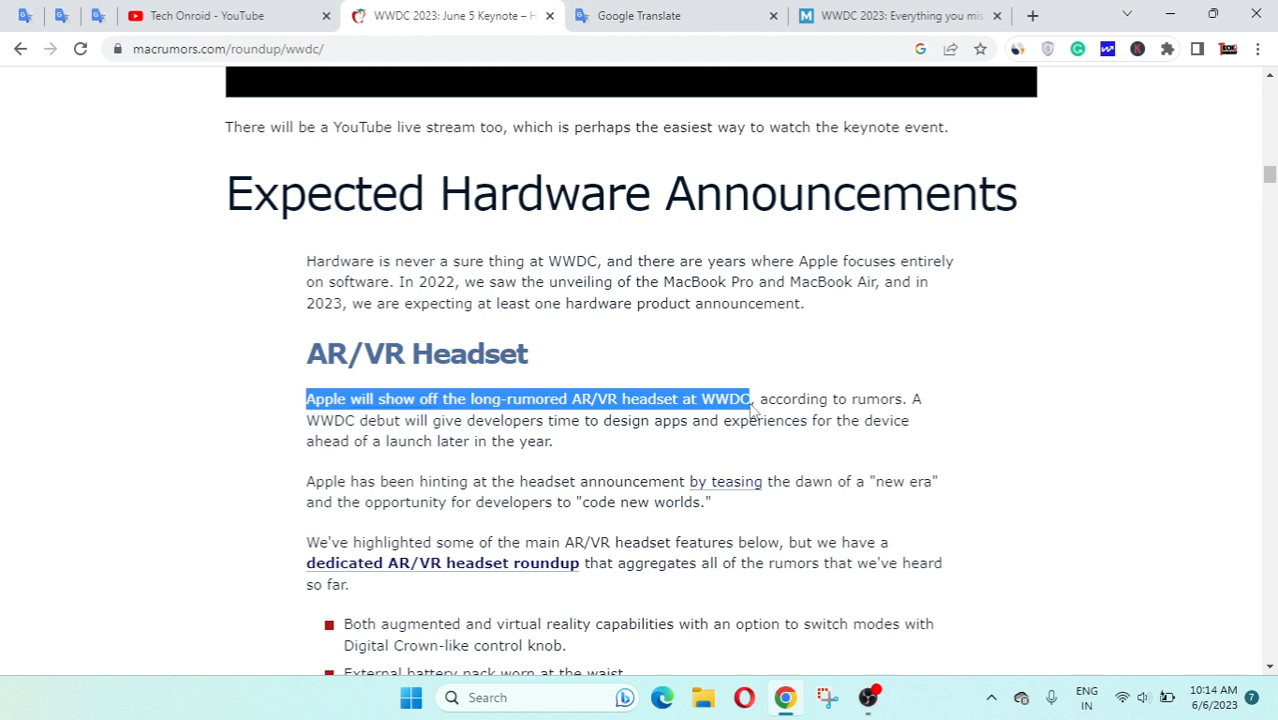 Tech Onroid - YouTube
WWDC 2023: June 5 Keynote – H
Google Translate
WWDC 2023: Everything you mis
macrumors.com/roundup/wwdc/
There will be a YouTube live stream too, which is perhaps the easiest way to watch the keynote event.
Expected Hardware Announcements
Hardware is never a sure thing at WWDC, and there are years where Apple focuses entirely
on software. In 2022, we saw the unveiling of the MacBook Pro and MacBook Air, and in
2023, we are expecting at least one hardware product announcement.
AR/VR Headset
Apple will show off the long-rumored AR/VR headset at WWDC, according to rumors. A
WWDC debut will give developers time to design apps and experiences for the device
ahead of a launch later in the year.
Apple has been hinting at the headset announcement by teasing the dawn of a "new era"
and the opportunity for developers to "code new worlds."
We've highlighted some of the main AR/VR headset features below, but we have a
dedicated AR/VR headset roundup that aggregates all of the rumors that we've heard
so far.
Both augmented and virtual reality capabilities with an option to switch modes with
Digital Crown-like control knob.
External battery pack worn at the waist
Search
ENG
IN
10:14 AM
6/6/2023
7